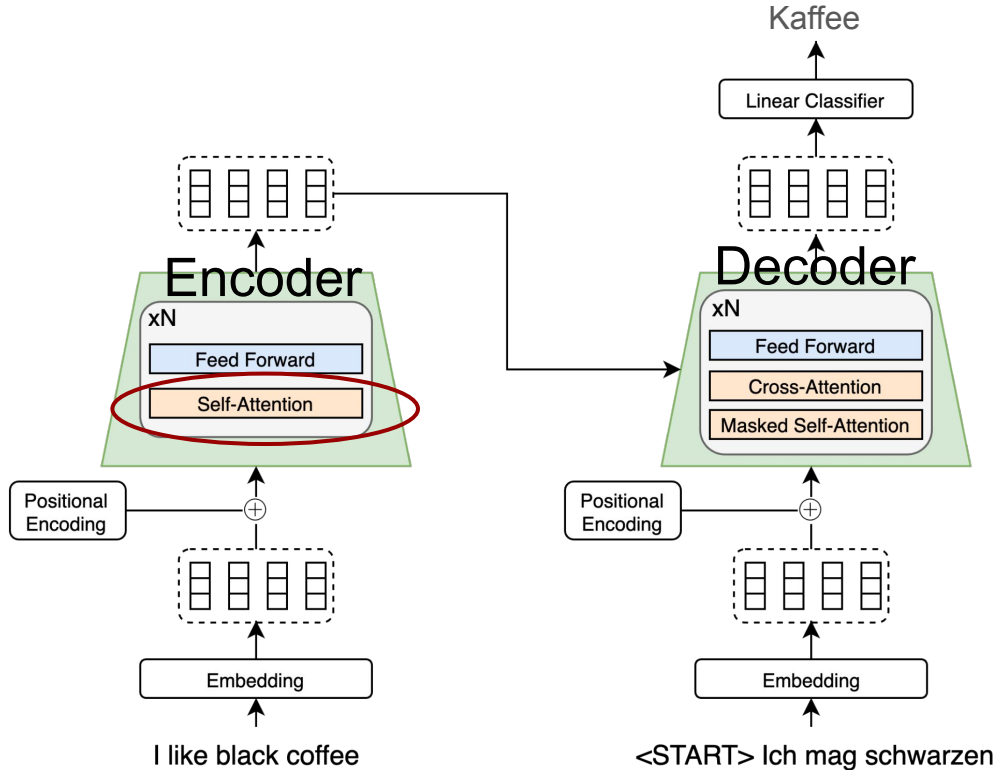 Kaffee
Linear Classifier
Encoder
xN
Feed Forward
Self-Attention
Positional
Encoding
Embedding
I like black coffee
Decoder
xN
Feed Forward
Cross-Attention
Masked Self-Attention
Positional
Encoding
Embedding
<START> Ich mag schwarzen